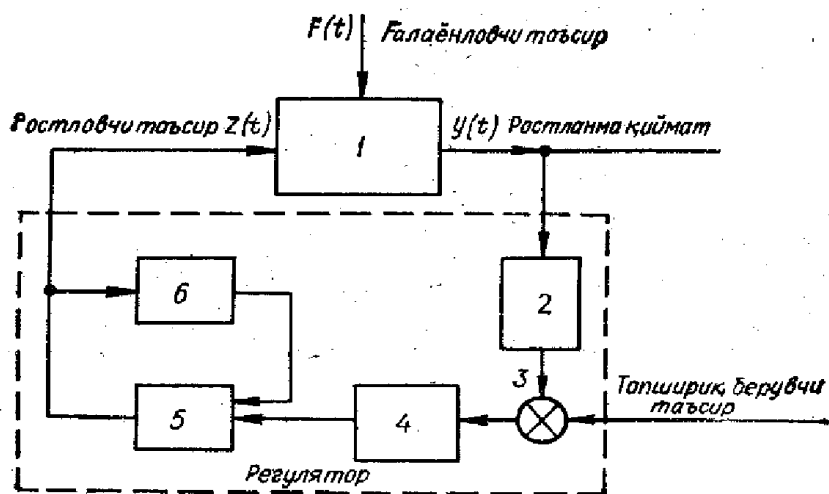 F(t) Ғалаёнловчи таъсир
Ростловчи таъсир Z(t)
1
y(t) Ростланма қиймат
6
2
3
Топшириқ берувчи
таъсир
5
4
Регулятор